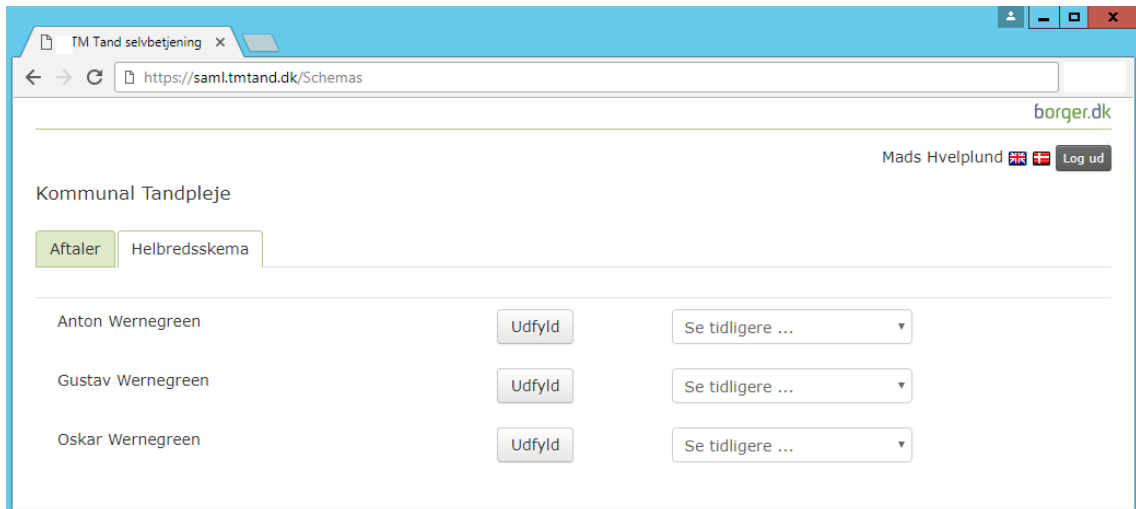 TM Tand selvbetjening
https://saml.tmtand.dk/Schemas
borger.dk
Mads Hvelplund Log ud
Kommunal Tandpleje
Aftaler Helbredsskema
Anton Wernegreen Udfyld Se tidligere ...
Gustav Wernegreen Udfyld Se tidligere ...
Oskar Wernegreen Udfyld Se tidligere ...